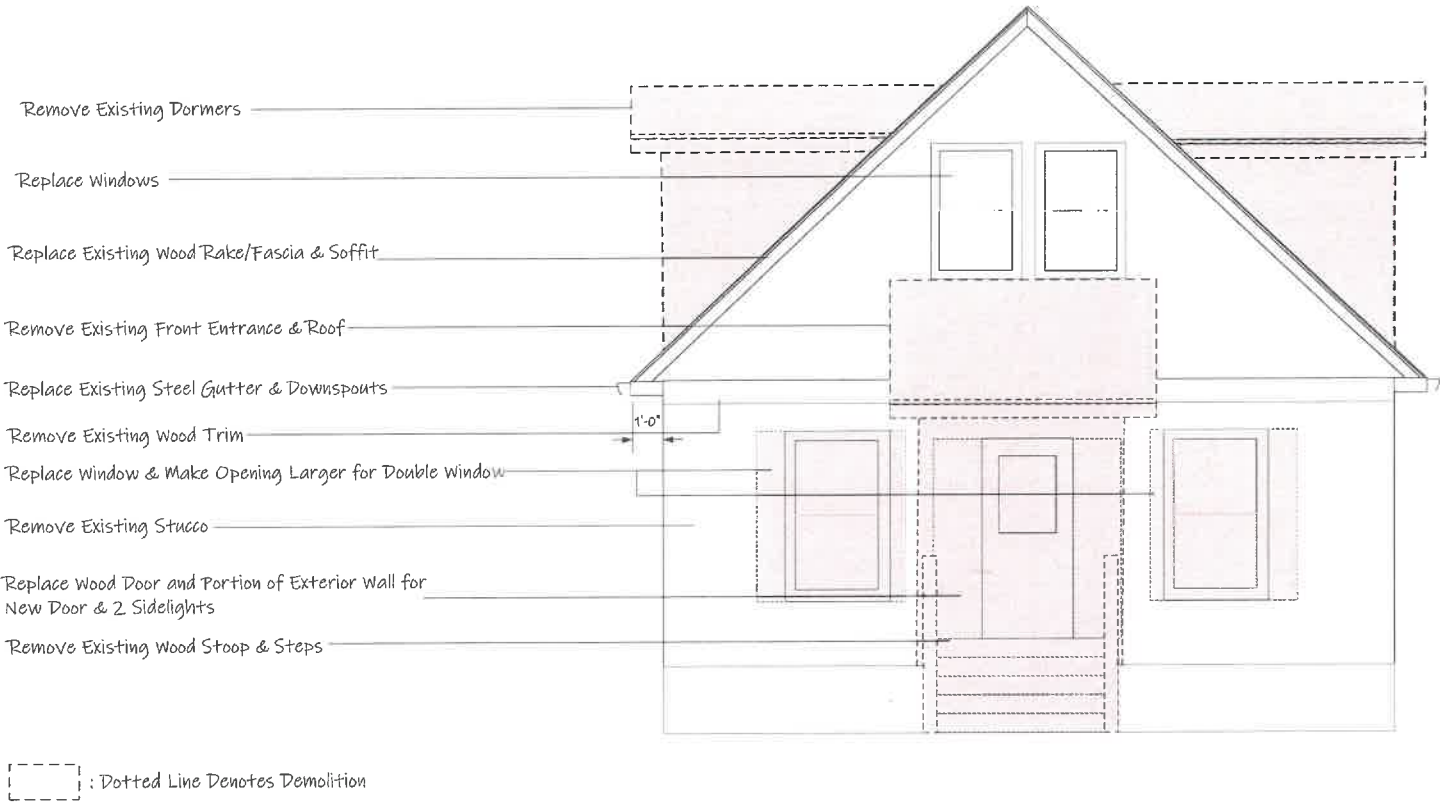 Remove Existing Dormers
Replace Windows
Replace Existing Wood Rake/Fascia & Soffit
Remove Existing Front Entrance & Roof
Replace Existing Steel Gutter & Downspouts
1'-0"
Remove Existing Wood Trim
Replace Window & Make Opening Larger for Double Window
Remove Existing Stucco
Replace Wood Door and Portion of Exterior Wall for
New Door & 2 Sidelights
Remove Existing Wood Stoop & Steps
: Dotted Line Denotes Demolition